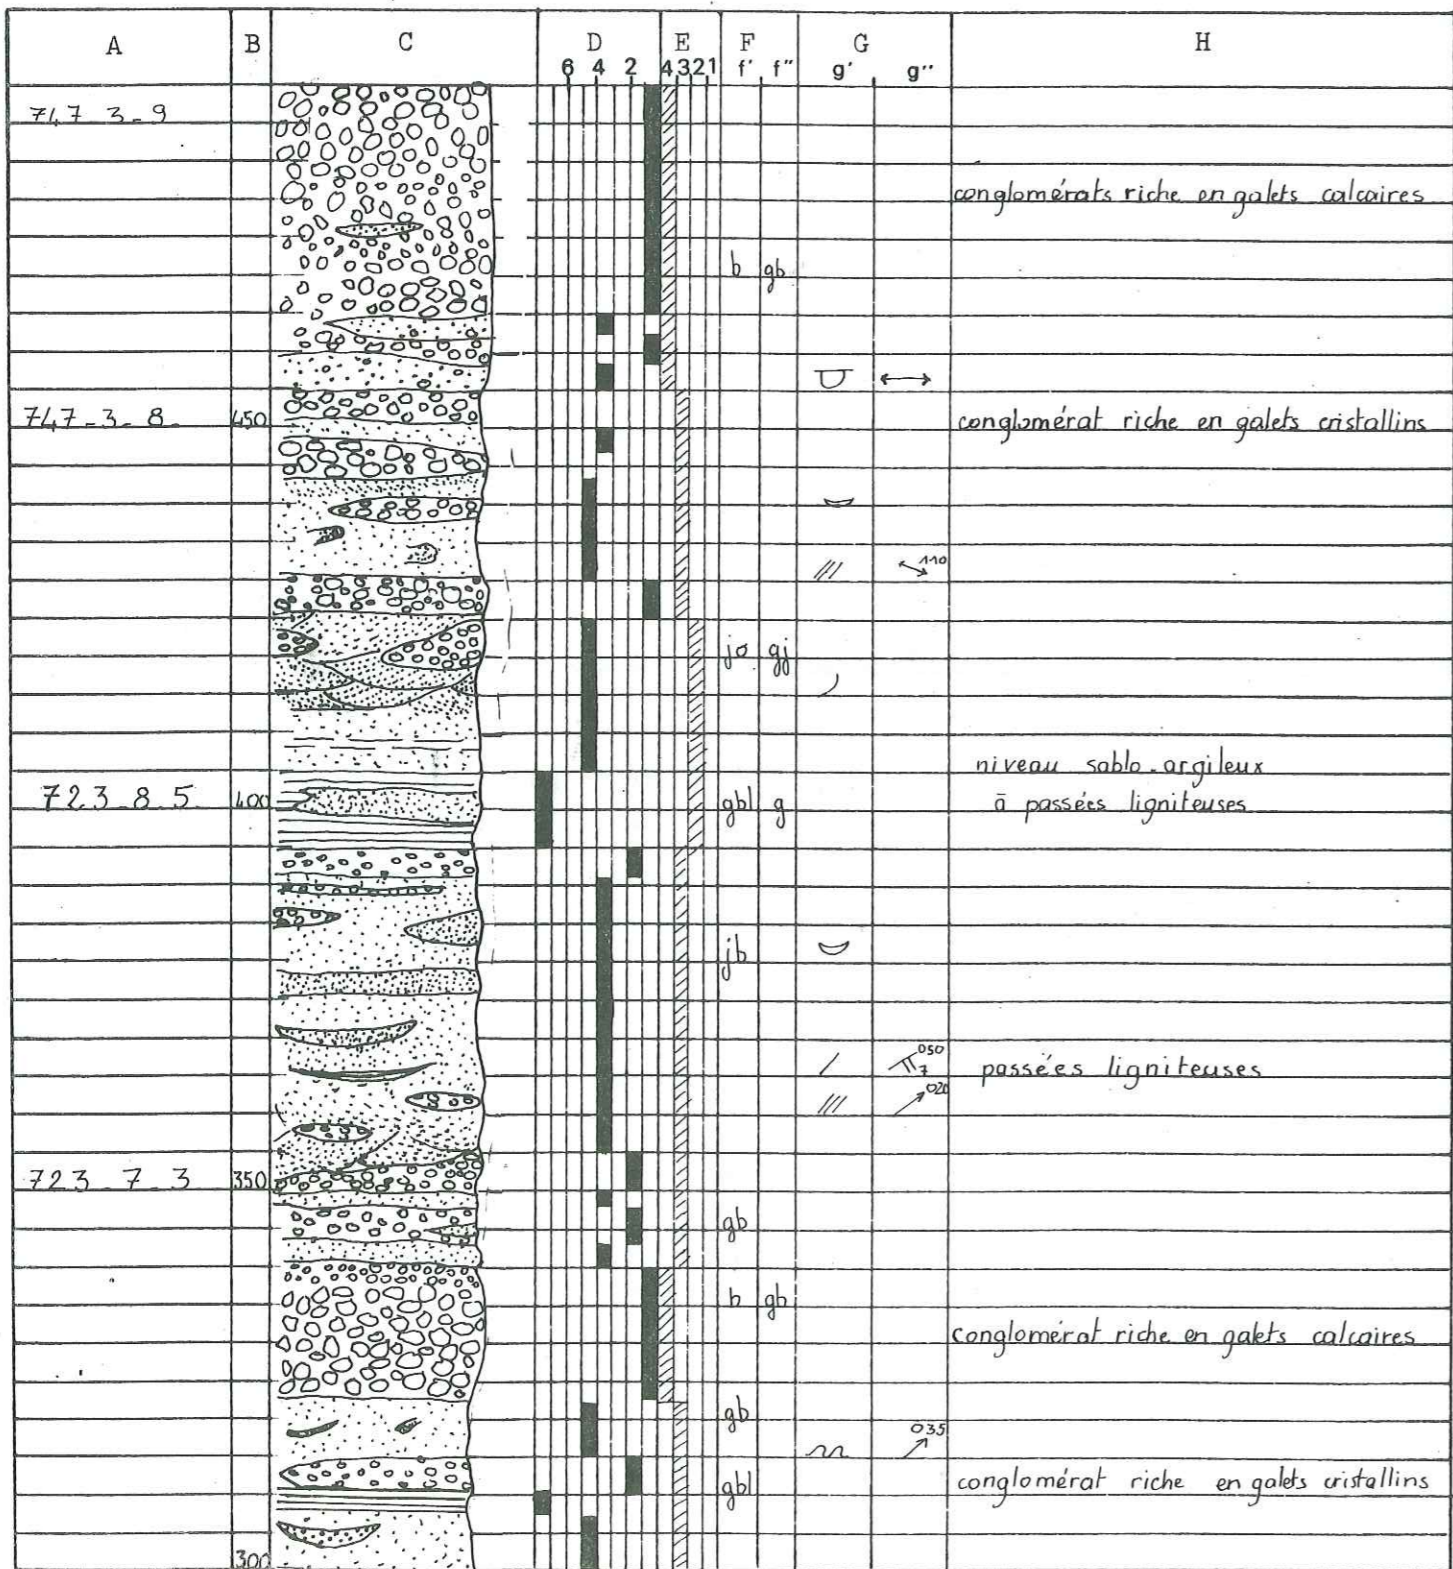 A B C D E F G H
6 4 2 4321 f' f" g' g"
747 3-9
conglomérats riche en galets calcaires
b gb
747-3-8. 450 conglomérat riche en galets cristallins
110
jo gj
niveau sablo-argileux
723-8-5. 400 gbl g à passées ligniteuses
jb
050
7 passées ligniteuses
020
723-7-3 350
gb
b gb
conglomérat riche en galets calcaires
gb
035
gbl conglomérat riche en galets cristallins
300